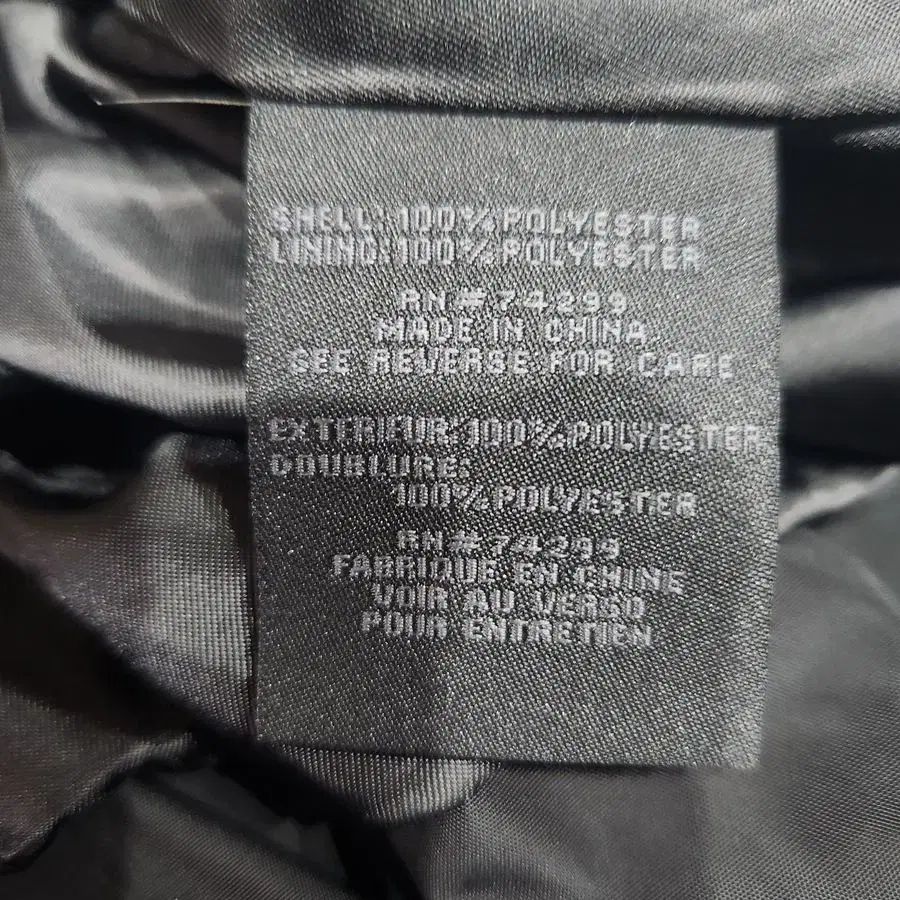 SHELL: 100% POLYESTER
LINING: 100% POLYESTER
RN#74299
MADE IN CHINA
SEE REVERSE FOR CARE
EXTERIEUR: 100% POLYESTER
DOUBLURE:
100% POLYESTER
RN#74299
FABRIQUE EN CHINE
VOIR AU VERSO
POUR ENTRETIEN